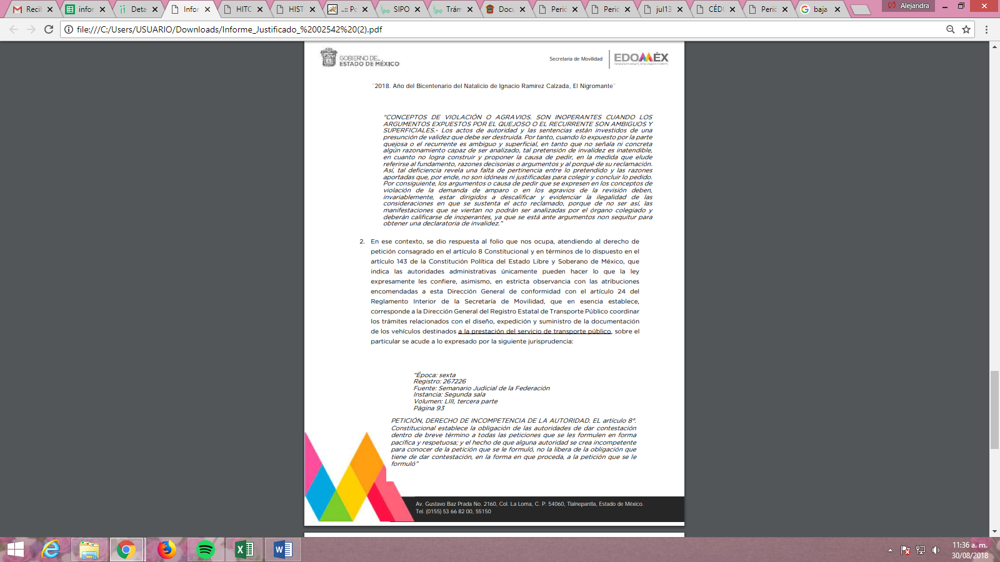 Recil
infor
Deta
Infor
HITC
HIST
..:: Pc
SIPO
Trám
Docu
Perió
Perió
jul13
CÉDU
Perió
baja
Alejandra
file:///C:/Users/USUARIO/Downloads/Informe_Justificado_%2002542%20(2).pdf
GOBIERNO DEL
ESTADO DE MÉXICO
Secretaría de Movilidad
EDOMÉX
"2018. Año del Bicentenario del Natalicio de Ignacio Ramírez Calzada, El Nigromante"
"CONCEPTOS DE VIOLACIÓN O AGRAVIOS. SON INOPERANTES CUANDO LOS
ARGUMENTOS EXPUESTOS POR EL QUEJOSO O EL RECURRENTE SON AMBIGUOS Y
SUPERFICIALES.- Los actos de autoridad y las sentencias están investidos de una
presunción de validez que debe ser destruida. Por tanto, cuando lo expuesto por la parte
quejosa o el recurrente es ambiguo y superficial, en tanto que no señala ni concreta
algún razonamiento capaz de ser analizado, tal pretensión de invalidez es inatendible,
en cuanto no logra construir y proponer la causa de pedir, en la medida que elude
referirse al fundamento, razones decisorias o argumentos y al porqué de su reclamación.
Así, tal deficiencia revela una falta de pertinencia entre lo pretendido y las razones
aportadas que, por ende, no son idóneas ni justificadas para colegir y concluir lo pedido.
Por consiguiente, los argumentos o causa de pedir que se expresen en los conceptos de
violación de la demanda de amparo o en los agravios de la revisión deben,
invariablemente, estar dirigidos a descalificar y evidenciar la ilegalidad de las
consideraciones en que se sustenta el acto reclamado, porque de no ser así, las
manifestaciones que se viertan no podrán ser analizadas por el órgano colegiado y
deberán calificarse de inoperantes, ya que se está ante argumentos non sequitur para
obtener una declaratoria de invalidez."
2. En ese contexto, se dio respuesta al folio que nos ocupa, atendiendo al derecho de
petición consagrado en el artículo 8 Constitucional y en términos de lo dispuesto en el
artículo 143 de la Constitución Política del Estado Libre y Soberano de México, que
indica las autoridades administrativas únicamente pueden hacer lo que la ley
expresamente les confiere, asimismo, en estricta observancia con las atribuciones
encomendadas a esta Dirección General de conformidad con el artículo 24 del
Reglamento Interior de la Secretaría de Movilidad, que en esencia establece,
corresponde a la Dirección General del Registro Estatal de Transporte Público coordinar
los trámites relacionados con el diseño, expedición y suministro de la documentación
de los vehículos destinados a la prestación del servicio de transporte público, sobre el
particular se acude a lo expresado por la siguiente jurisprudencia:
"Época: sexta
Registro: 267226
Fuente: Semanario Judicial de la Federación
Instancia: Segunda sala
Volumen: LIII, tercera parte
Página 93
PETICIÓN, DERECHO DE INCOMPETENCIA DE LA AUTORIDAD. EL artículo 8°.
Constitucional establece la obligación de las autoridades de dar contestación
dentro de breve término a todas las peticiones que se les formulen en forma
pacífica y respetuosa; y el hecho de que alguna autoridad se crea incompetente
para conocer de la petición que se le formuló, no la libera de la obligación que
tiene de dar contestación, en la forma en que proceda, a la petición que se le
formuló"
Av. Gustavo Baz Prada No. 2160, Col. La Loma, C. P. 54060, Tlalnepantla, Estado de México.
Tel. (0155) 53 66 82 00, 55150
11:36 a. m.
30/08/2018